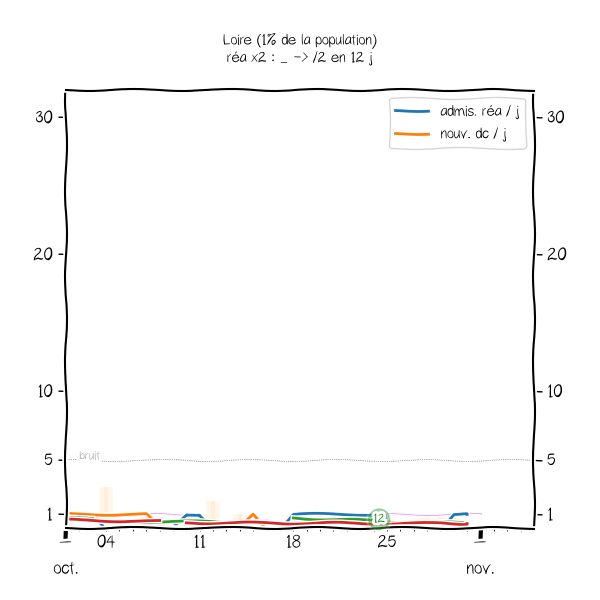 Loire (1% de la population)
réa x2 : _ -> /2 en 12 j
admis. réa / j
nouv. dc / j
30 30
20 20
10 10
5 bruit 5
1 12 1
04 11 18 25
oct. nov.